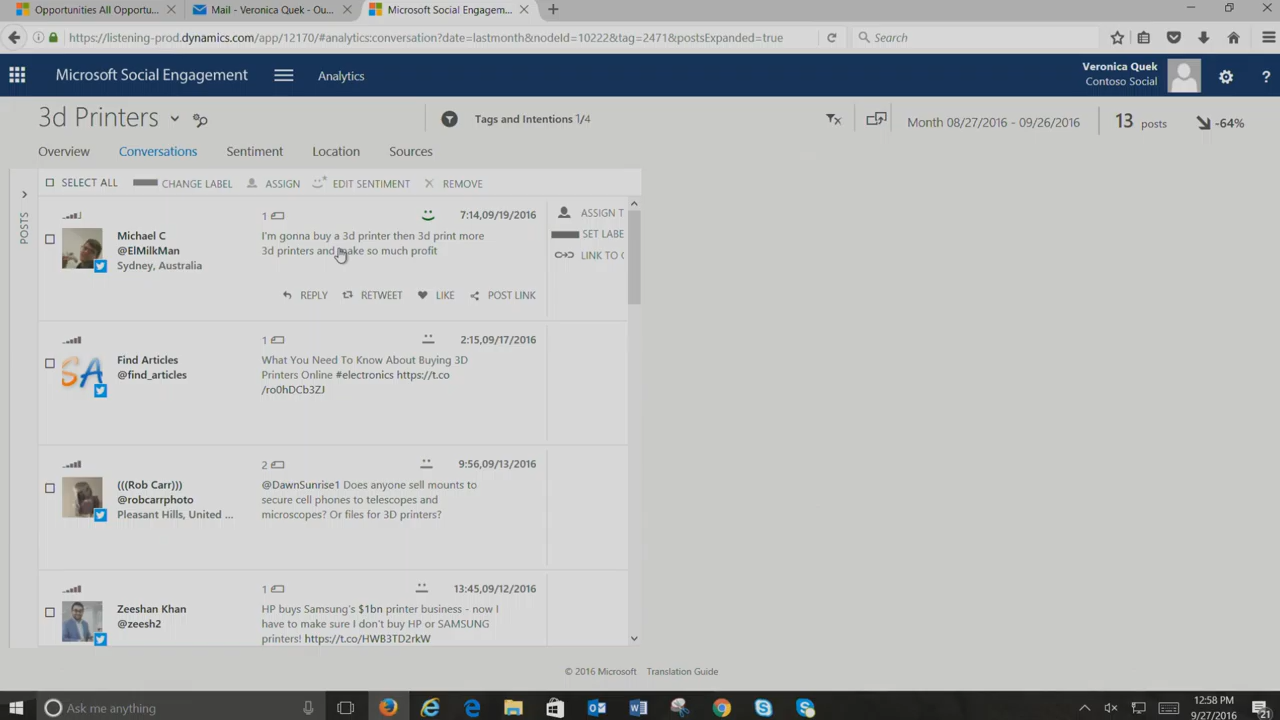 Opportunities All Opportu...
Mail - Veronica Quek - Ou...
Microsoft Social Engagem...
https://listening-prod.dynamics.com/app/12170/#analytics:conversation?date=lastmonth&nodeId=10222&tag=2471&postsExpanded=true
Search
Microsoft Social Engagement
Analytics
Veronica Quek
Contoso Social
3d Printers
Tags and Intentions 1/4
Month 08/27/2016 - 09/26/2016
13 posts
-64%
Overview
Conversations
Sentiment
Location
Sources
POSTS
SELECT ALL
CHANGE LABEL
ASSIGN
EDIT SENTIMENT
REMOVE
1
7:14,09/19/2016
Michael C
@ElMilkMan
Sydney, Australia
I'm gonna buy a 3d printer then 3d print more
3d printers and make so much profit
REPLY
RETWEET
LIKE
POST LINK
ASSIGN T
SET LABE
LINK TO
1
2:15,09/17/2016
Find Articles
@find_articles
What You Need To Know About Buying 3D
Printers Online #electronics https://t.co
/ro0hDCb3ZJ
2
9:56,09/13/2016
(((Rob Carr)))
@robcarrphoto
Pleasant Hills, United ...
@DawnSunrise1 Does anyone sell mounts to
secure cell phones to telescopes and
microscopes? Or files for 3D printers?
1
13:45,09/12/2016
Zeeshan Khan
@zeesh2
HP buys Samsung's $1bn printer business - now I
have to make sure I don't buy HP or SAMSUNG
printers! https://t.co/HWB3TD2rkW
© 2016 Microsoft
Translation Guide
Ask me anything
12:58 PM
9/27/2016
21